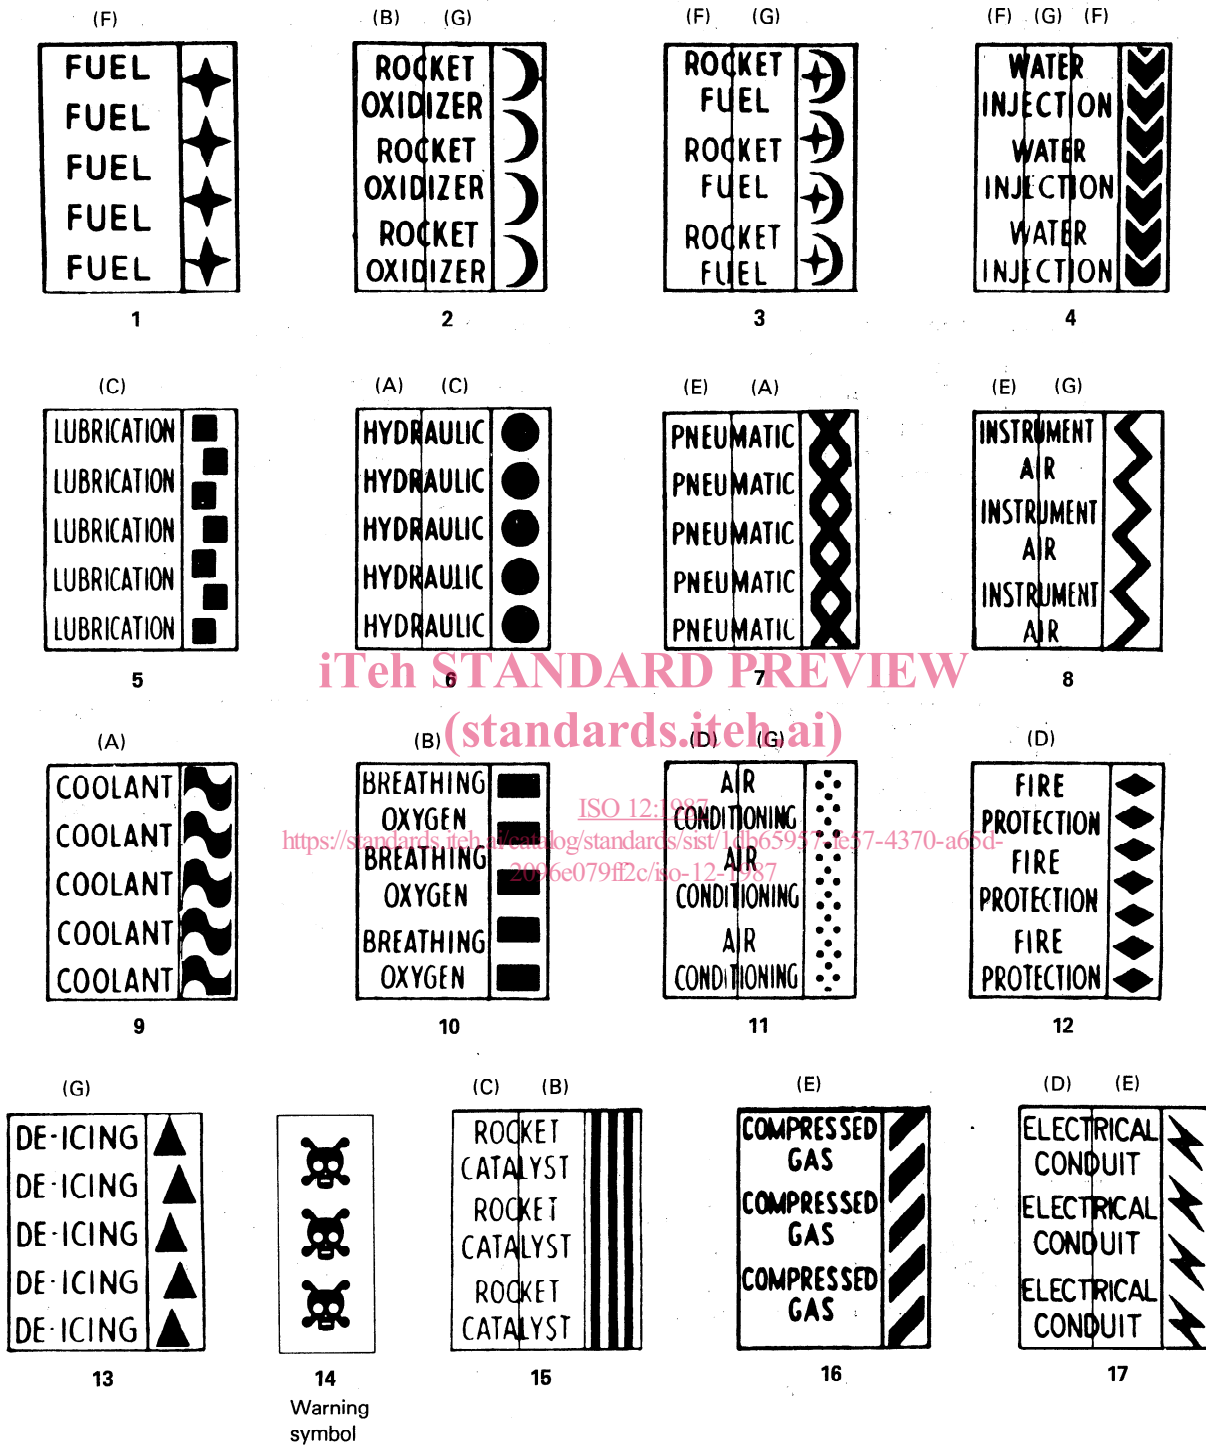 (F)
FUEL
FUEL
FUEL
FUEL
FUEL
1
(B) (G)
ROCKET
OXIDIZER
ROCKET
OXIDIZER
ROCKET
OXIDIZER
2
(F) (G)
ROCKET
FUEL
ROCKET
FUEL
ROCKET
FUEL
3
(F) (G) (F)
WATER
INJECTION
WATER
INJECTION
WATER
INJECTION
4
(C)
LUBRICATION
LUBRICATION
LUBRICATION
LUBRICATION
LUBRICATION
5
(A) (C)
HYDRAULIC
HYDRAULIC
HYDRAULIC
HYDRAULIC
HYDRAULIC
6
(E) (A)
PNEUMATIC
PNEUMATIC
PNEUMATIC
PNEUMATIC
PNEUMATIC
7
(E) (G)
INSTRUMENT
AIR
INSTRUMENT
AIR
INSTRUMENT
AIR
8
iTeh STANDARD PREVIEW
(standards.iteh.ai)
(A)
COOLANT
COOLANT
COOLANT
COOLANT
COOLANT
9
(B)
BREATHING
OXYGEN
BREATHING
OXYGEN
BREATHING
OXYGEN
10
ISO 12:1987
https://standards.iteh.ai/catalog/standards/sist/1db65957-fe57-4370-a65d-
2096e079ff2c/iso-12-1987
(D) (G)
AIR
CONDITIONING
AIR
CONDITIONING
AIR
CONDITIONING
11
(D)
FIRE
PROTECTION
FIRE
PROTECTION
FIRE
PROTECTION
12
(G)
DE-ICING
DE-ICING
DE-ICING
DE-ICING
DE-ICING
13
14
Warning
symbol
(C) (B)
ROCKET
CATALYST
ROCKET
CATALYST
ROCKET
CATALYST
15
(E)
COMPRESSED
GAS
COMPRESSED
GAS
COMPRESSED
GAS
16
(D) (E)
ELECTRICAL
CONDUIT
ELECTRICAL
CONDUIT
ELECTRICAL
CONDUIT
17